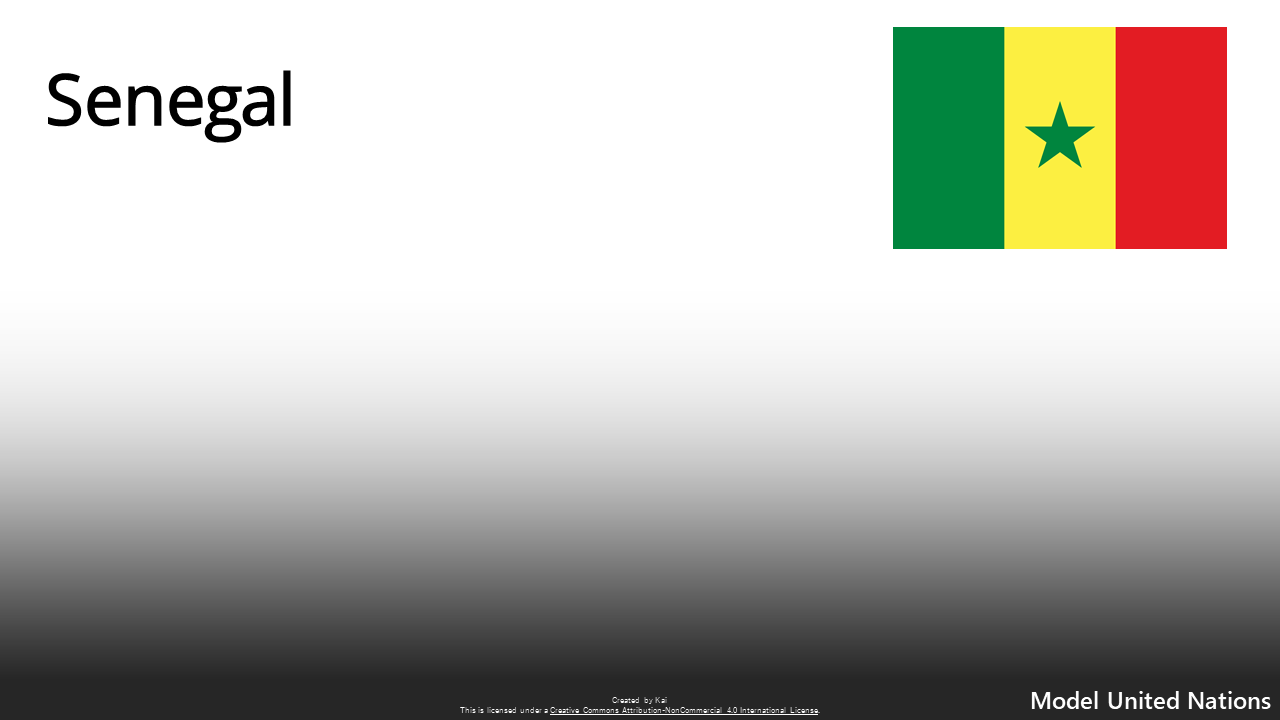 Senegal
Created by Kai
This is licensed under a Creative Commons Attribution-NonCommercial 4.0 International License.
Model United Nations